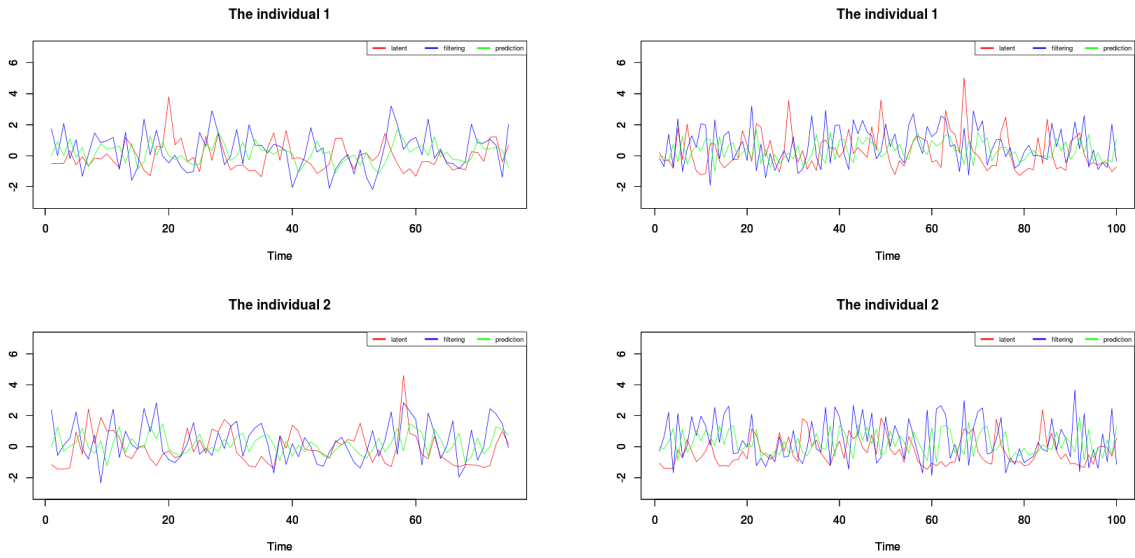 The individual 1
latent filtering prediction
6
4
2
0
-2
0 20 40 60
Time
The individual 1
latent filtering prediction
6
4
2
0
-2
0 20 40 60 80 100
Time
The individual 2
latent filtering prediction
6
4
2
0
-2
0 20 40 60
Time
The individual 2
latent filtering prediction
6
4
2
0
-2
0 20 40 60 80 100
Time